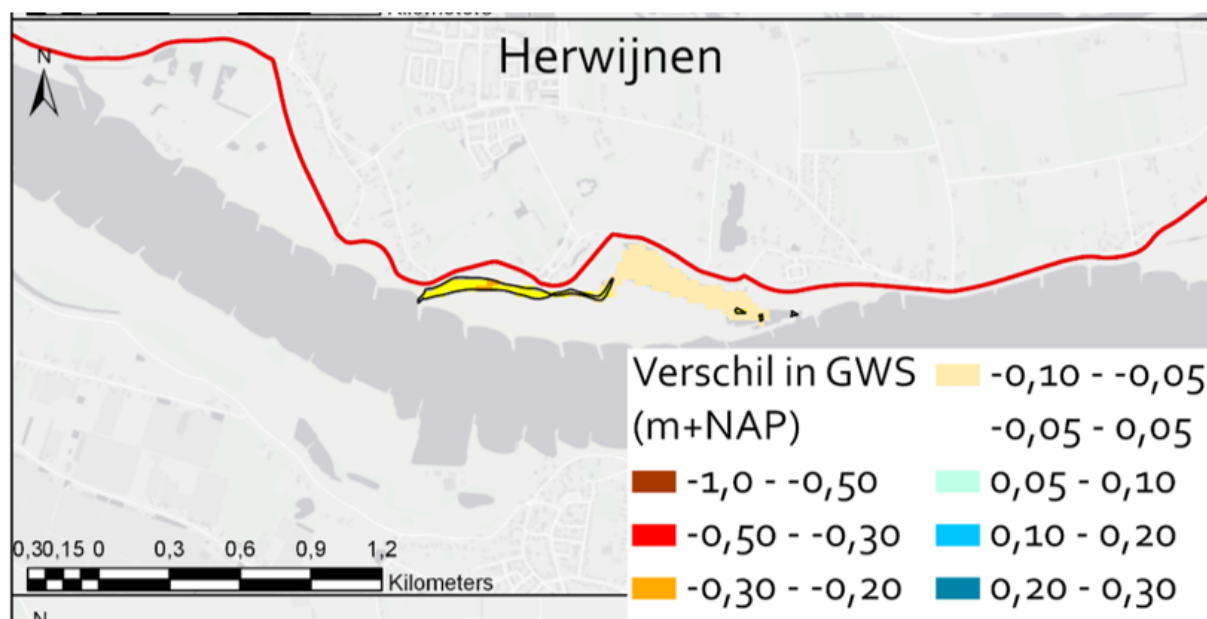 Kilometers
Herwijnen
N
Verschil in GWS
(m+NAP)
-1,0 - -0,50
-0,50 - -0,30
-0,30 - -0,20
-0,10 - -0,05
-0,05 - 0,05
0,05 - 0,10
0,10 - 0,20
0,20 - 0,30
0,30 0,15 0 0,3 0,6 0,9 1,2
Kilometers
N